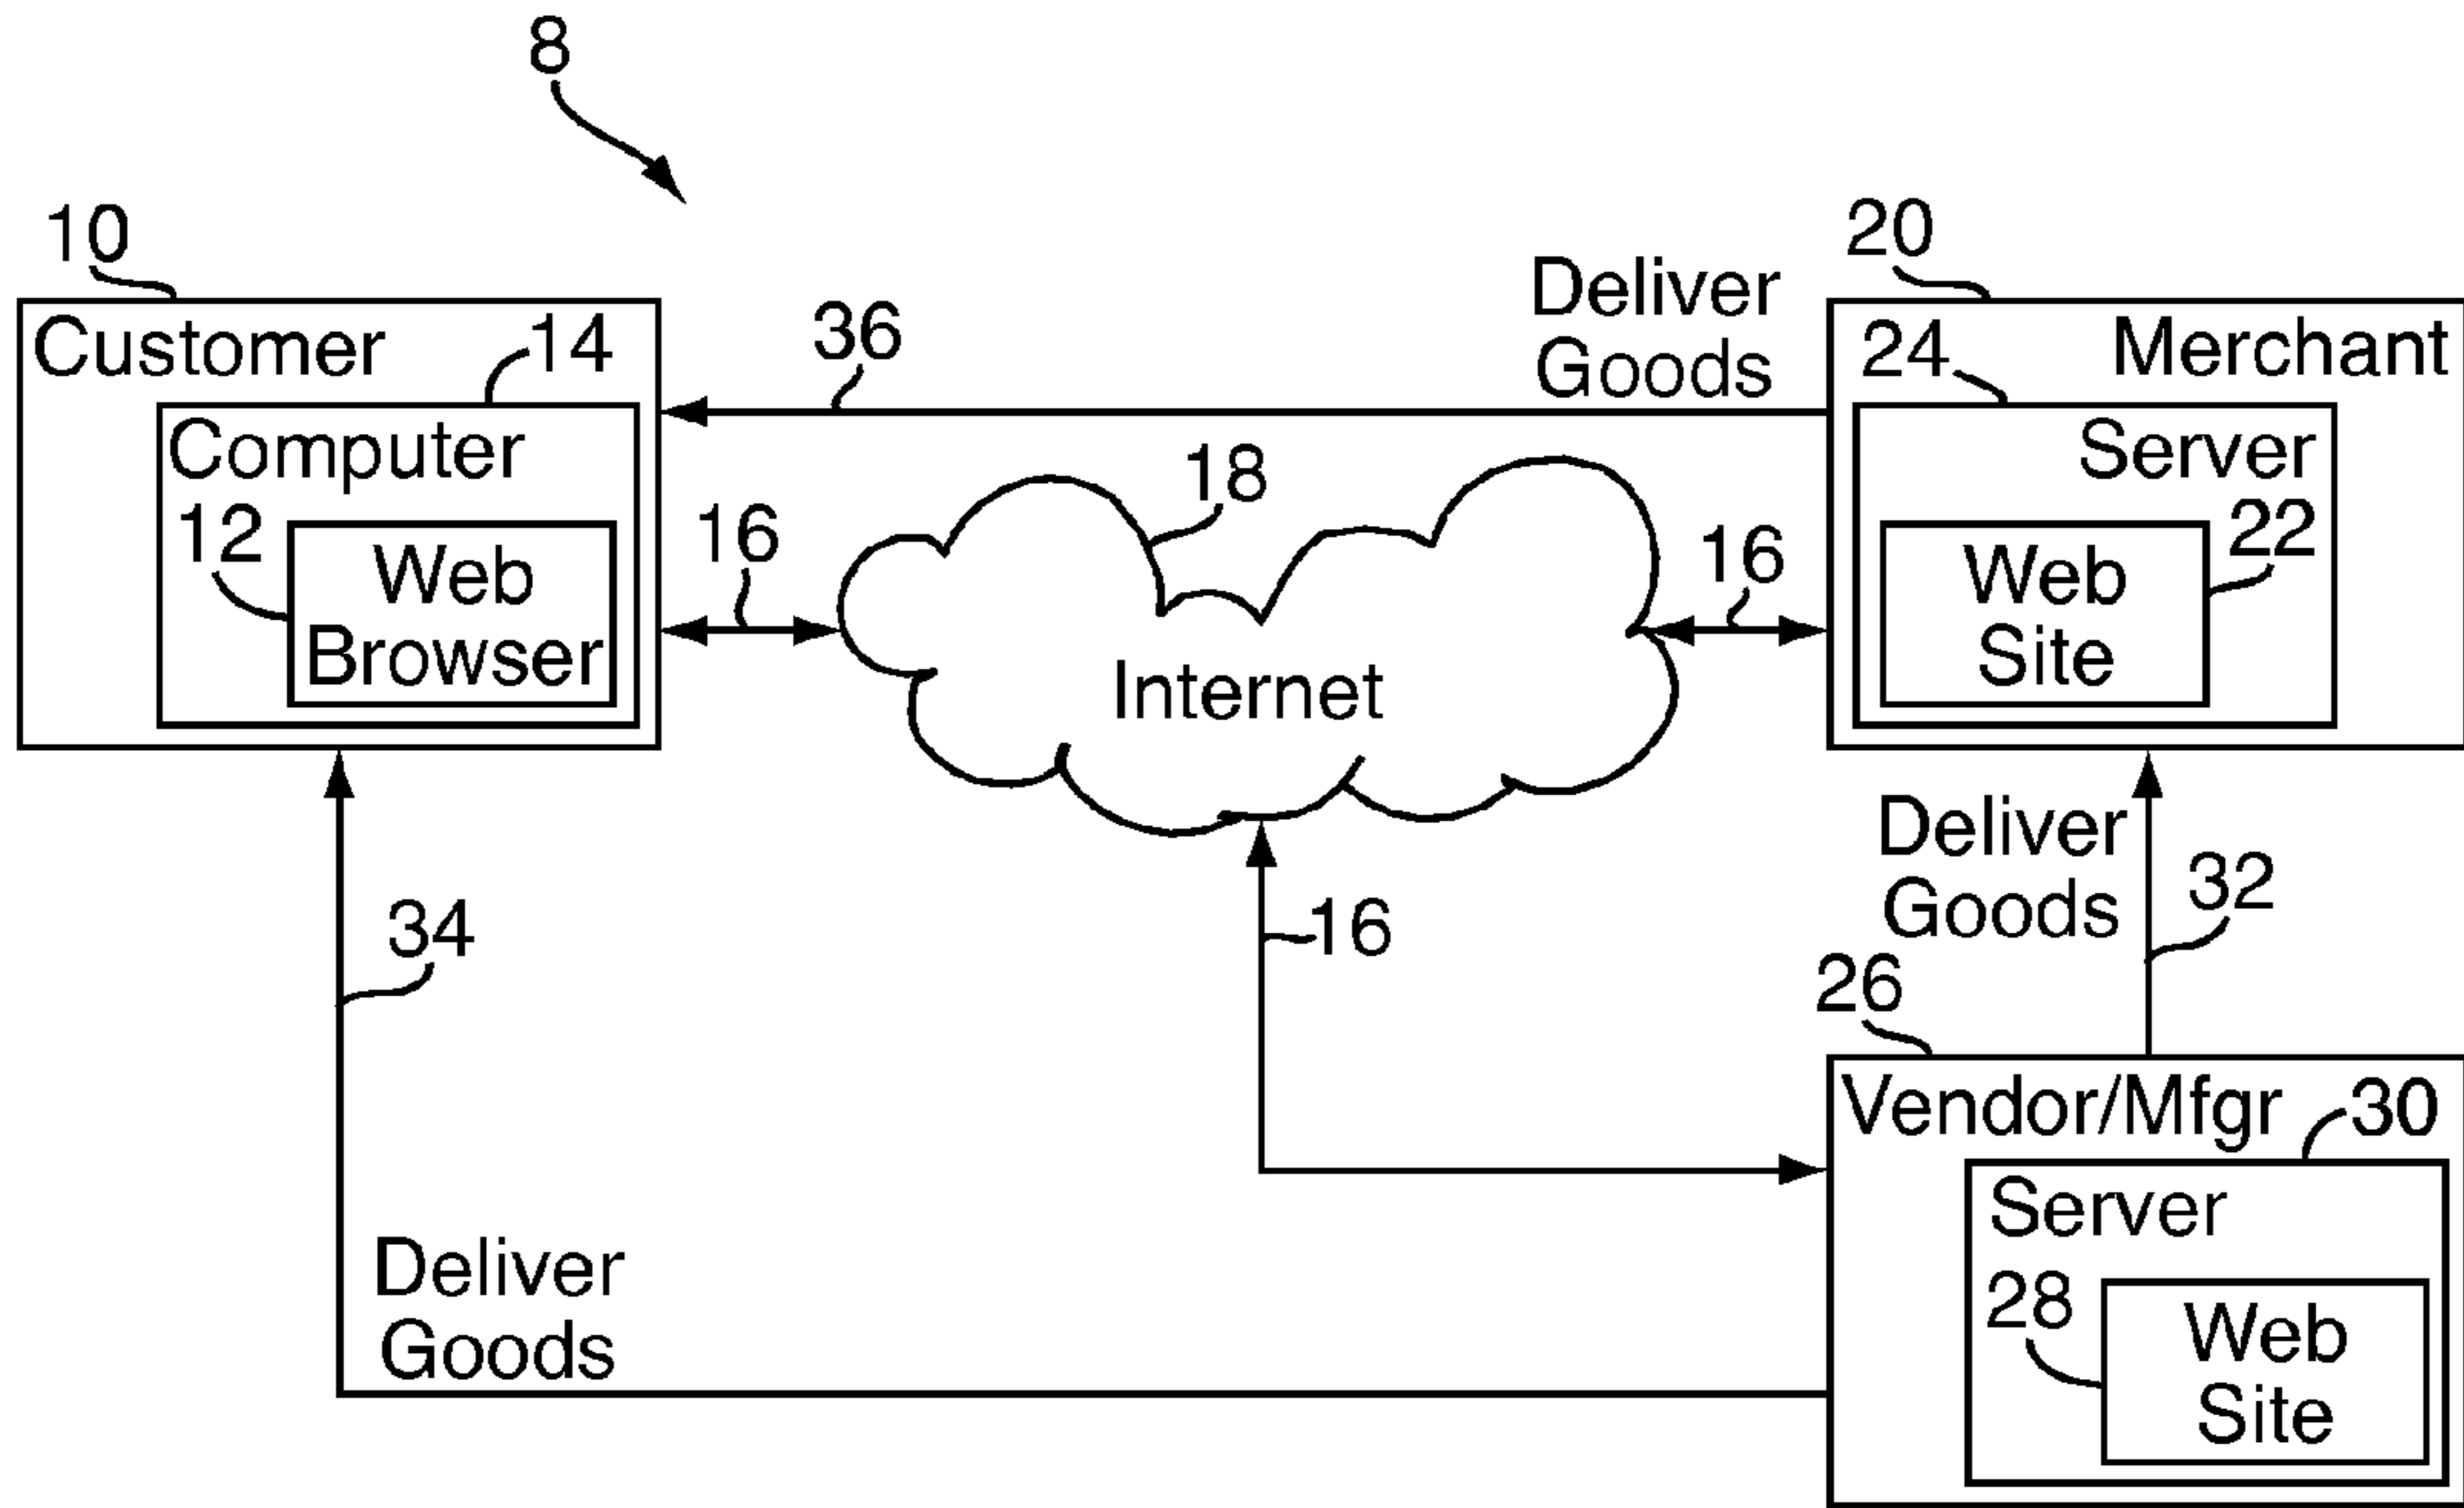 8
10
20
Deliver
Goods
36
Customer
14
24
Merchant
Computer
18
Server
12
16
16
22
Web
Browser
Web
Site
Internet
Deliver
Goods
32
34
16
26
Vendor/Mfgr
30
Server
Deliver
Goods
28
Web
Site